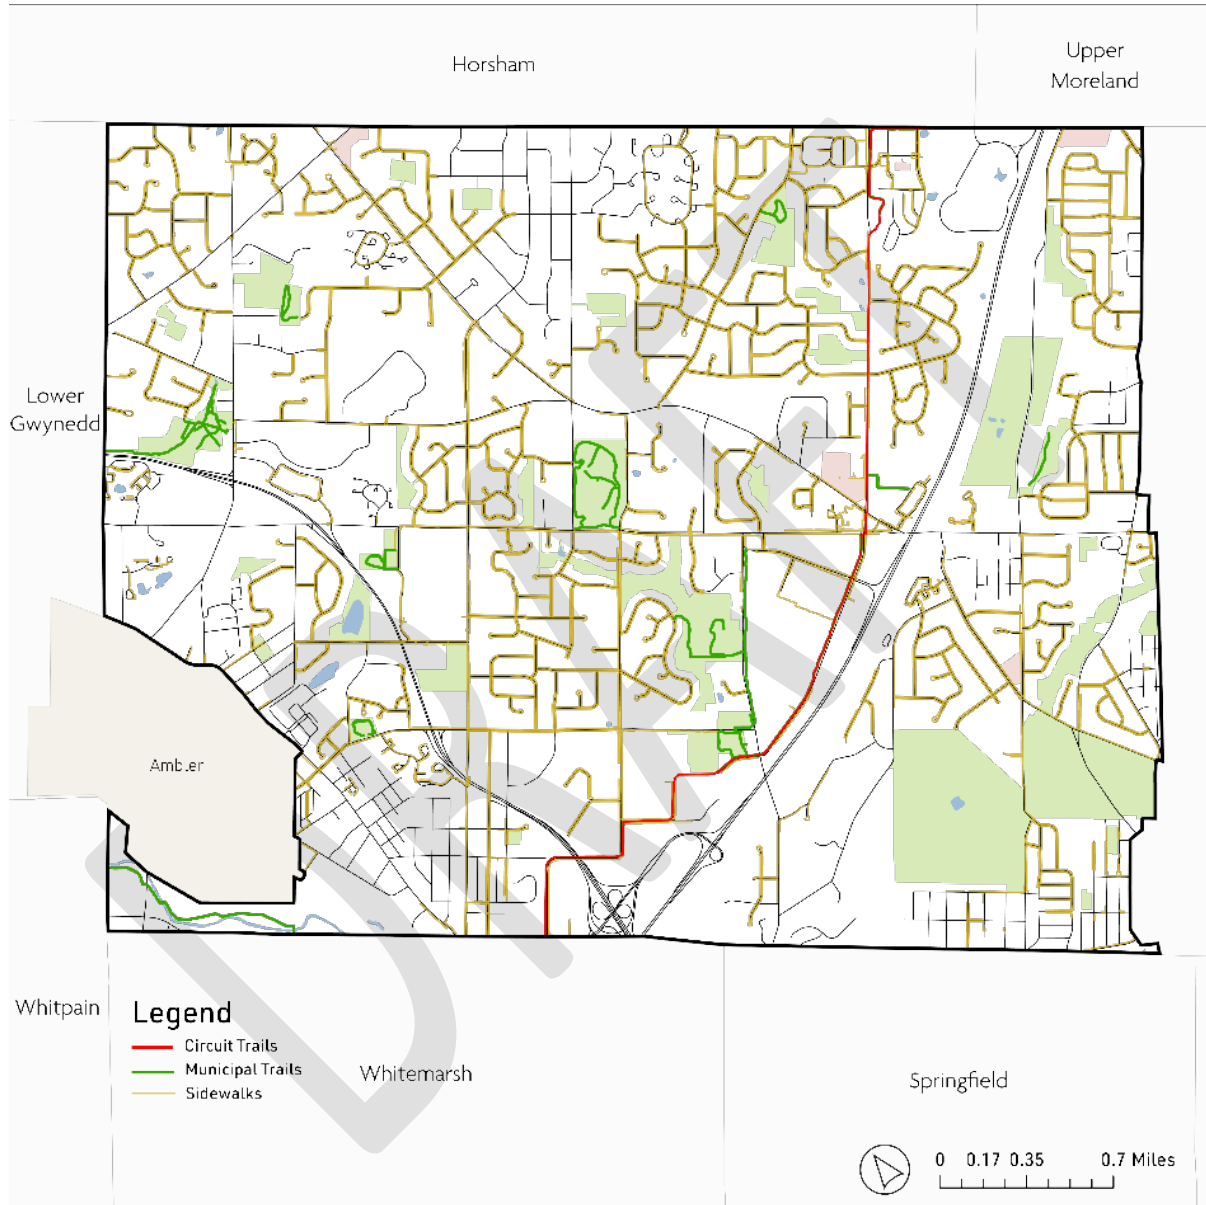 Horsham
Upper
Moreland
Lower
Gwynedd
Ambler
DRAFT
Whitpain
Legend
Circuit Trails
Municipal Trails
Sidewalks
Whitemarsh
Springfield
0 0.17 0.35 0.7 Miles